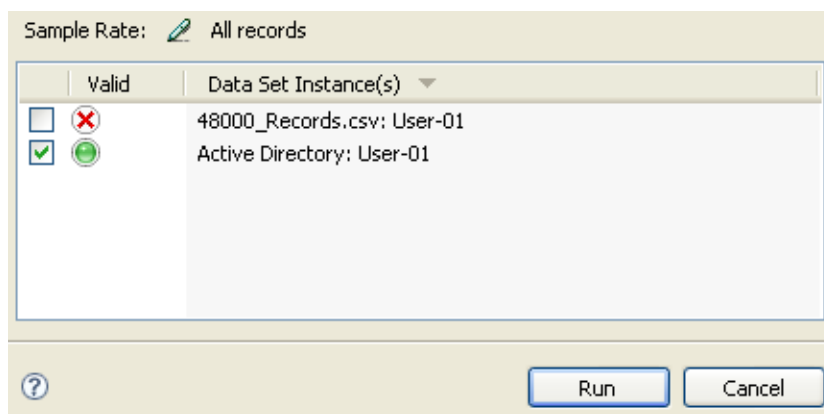 Sample Rate: All records
Valid Data Set Instance(s)
48000_Records.csv: User-01
Active Directory: User-01
? Run Cancel